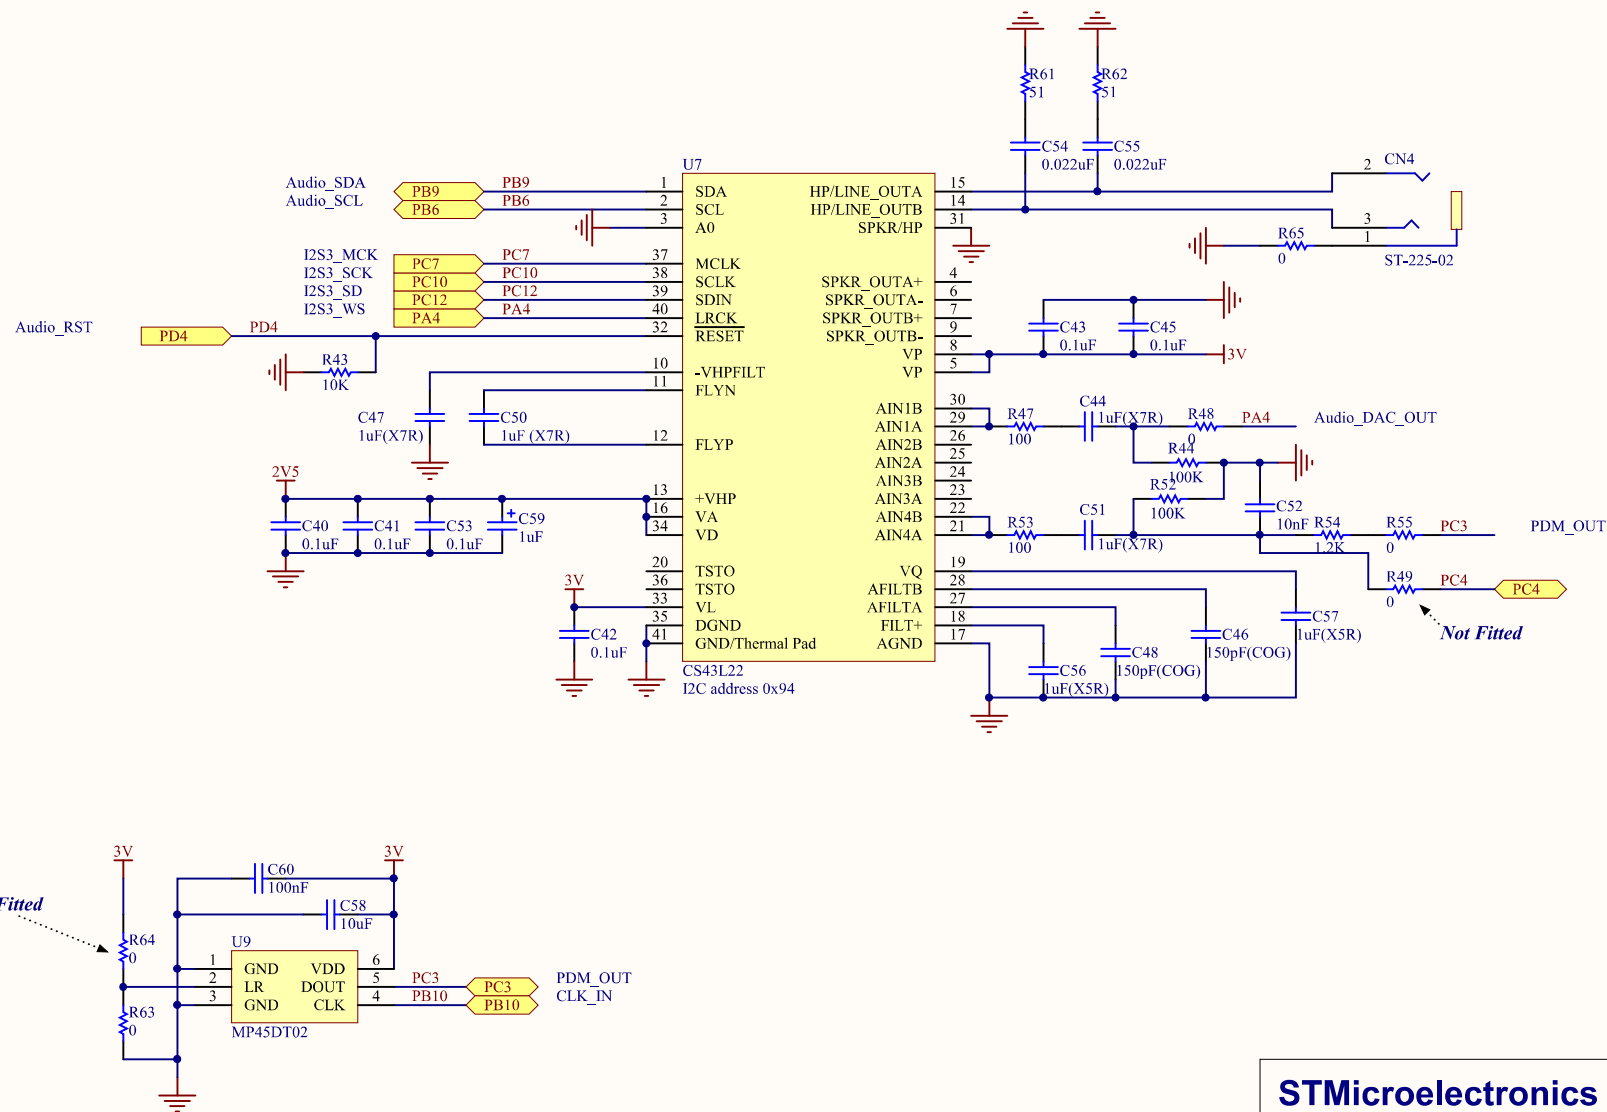 R61
51
R62
51
C54
0.022uF
C55
0.022uF
U7
CN4
2
3
1
ST-225-02
R65
0
Audio_SDA
PB9
PB9
1
SDA
Audio_SCL
PB6
PB6
2
SCL
3
A0
I2S3_MCK
PC7
PC7
37
MCLK
I2S3_SCK
PC10
PC10
38
SCLK
I2S3_SD
PC12
PC12
39
SDIN
I2S3_WS
PA4
PA4
40
LRCK
Audio_RST
PD4
PD4
32
RESET
R43
10K
10
-VHPFILT
11
FLYN
C47
1uF(X7R)
C50
1uF (X7R)
12
FLYP
2V5
13
+VHP
16
VA
34
VD
C40
0.1uF
C41
0.1uF
C53
0.1uF
+
C59
1uF
20
TSTO
36
TSTO
3V
33
VL
35
DGND
41
GND/Thermal Pad
C42
0.1uF
CS43L22
I2C address 0x94
HP/LINE_OUTA
15
HP/LINE_OUTB
14
SPKR/HP
31
SPKR_OUTA+
4
SPKR_OUTA-
6
SPKR_OUTB+
7
SPKR_OUTB-
9
VP
8
VP
5
C43
0.1uF
C45
0.1uF
3V
AIN1B
30
AIN1A
29
AIN2B
26
AIN2A
25
AIN3B
24
AIN3A
23
AIN4B
22
AIN4A
21
R47
100
C44
1uF(X7R)
R48
0
PA4
Audio_DAC_OUT
R44
100K
R52
100K
C52
10nF
R53
100
C51
1uF(X7R)
R54
1.2K
R55
0
PC3
PDM_OUT
R49
0
PC4
PC4
Not Fitted
VQ
19
AFILTB
28
AFILTA
27
FILT+
18
AGND
17
C57
1uF(X5R)
C46
150pF(COG)
C48
150pF(COG)
C56
1uF(X5R)
3V
3V
C60
100nF
C58
10uF
Fitted
R64
0
R63
0
U9
1
GND
2
LR
3
GND
VDD
6
DOUT
5
CLK
4
MP45DT02
PC3
PC3
PDM_OUT
PB10
PB10
CLK_IN
STMicroelectronics